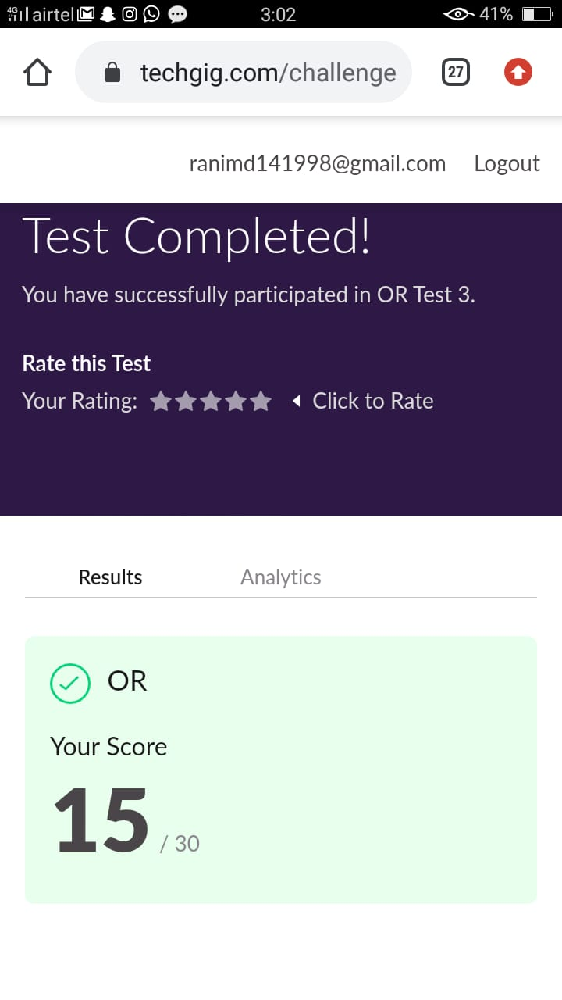 4G airtel 3:02 41%
techgig.com/challenge 27
ranimd141998@gmail.com Logout
Test Completed!
You have successfully participated in OR Test 3.
Rate this Test
Your Rating: Click to Rate
Results Analytics
OR
Your Score
15 / 30